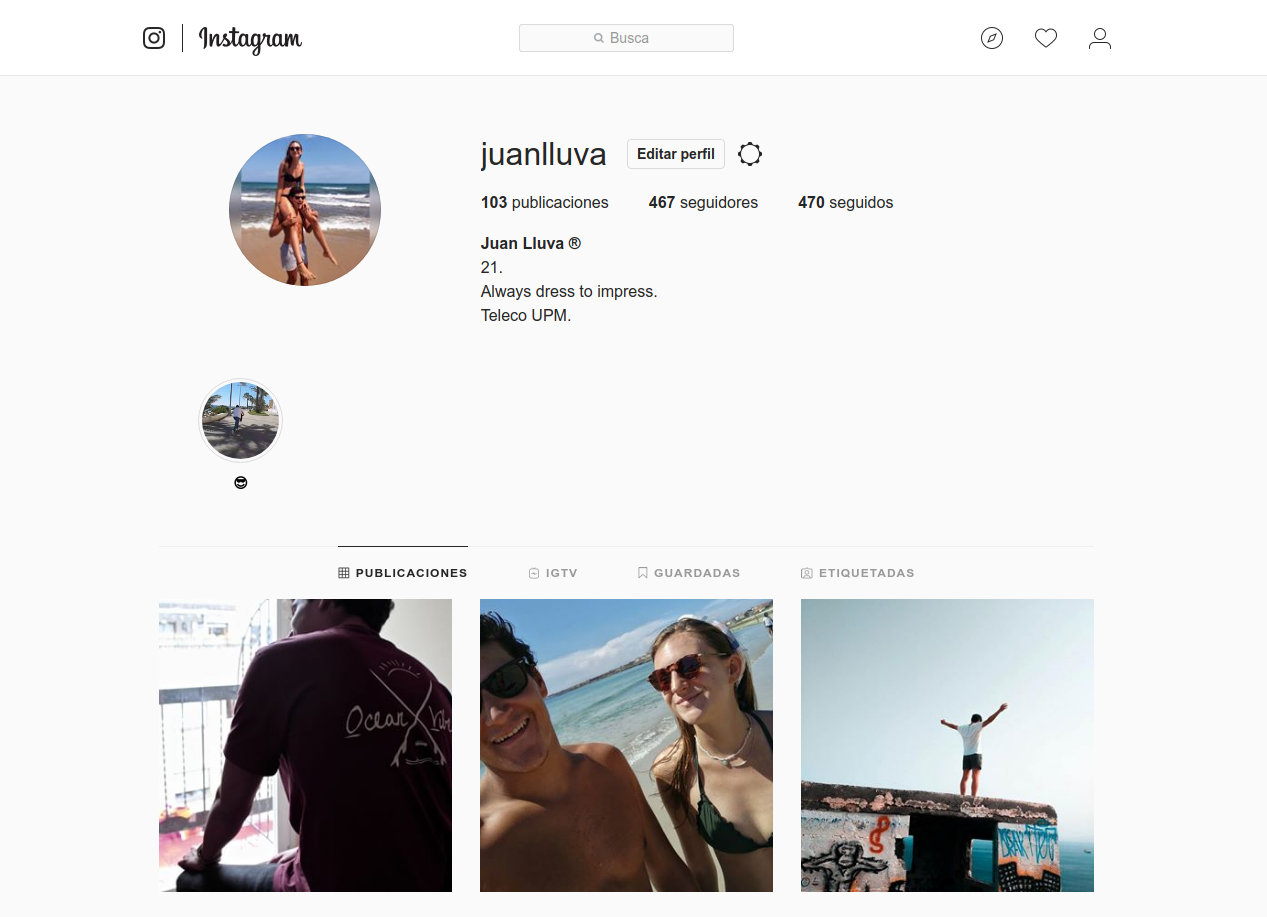 Instagram
Busca
juanlluva Editar perfil
103 publicaciones 467 seguidores 470 seguidos
Juan Lluva ®
21.
Always dress to impress.
Teleco UPM.
PUBLICACIONES IGTV GUARDADAS ETIQUETADAS
Ocean